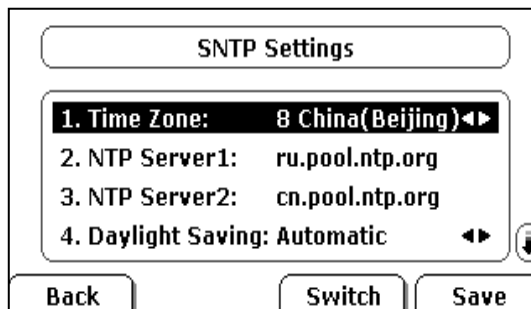 SNTP Settings
1. Time Zone: 8 China(Beijing)
2. NTP Server1: ru.pool.ntp.org
3. NTP Server2: cn.pool.ntp.org
4. Daylight Saving: Automatic
Back Switch Save